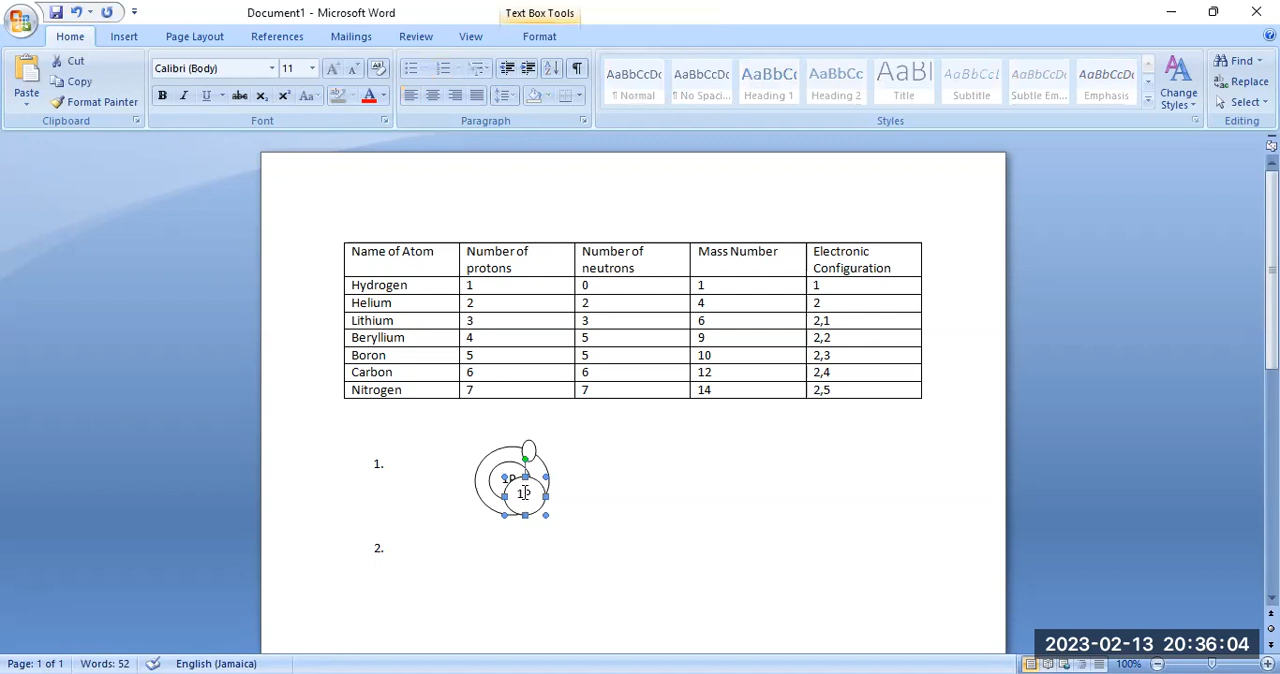 Document1 - Microsoft Word
Text Box Tools
Home
Insert
Page Layout
References
Mailings
Review
View
Format
Paste
Cut
Copy
Format Painter
Clipboard
Calibri (Body)
11
Font
Paragraph
AaBbCcDc
¶ Normal
AaBbCcDc
¶ No Spaci...
AaBbC
Heading 1
AaBbCc
Heading 2
AaBl
Title
AaBbCcL
Subtitle
AaBbCcDc
Subtle Em...
AaBbCcDc
Emphasis
Styles
Change
Styles
Find
Replace
Select
Editing
Name of Atom
Number of protons
Number of neutrons
Mass Number
Electronic Configuration
Hydrogen 1 0 1 1
Helium 2 2 4 2
Lithium 3 3 6 2,1
Beryllium 4 5 9 2,2
Boron 5 5 10 2,3
Carbon 6 6 12 2,4
Nitrogen 7 7 14 2,5
1.
1P
2.
2023-02-13 20:36:04
Page: 1 of 1
Words: 52
English (Jamaica)
100%